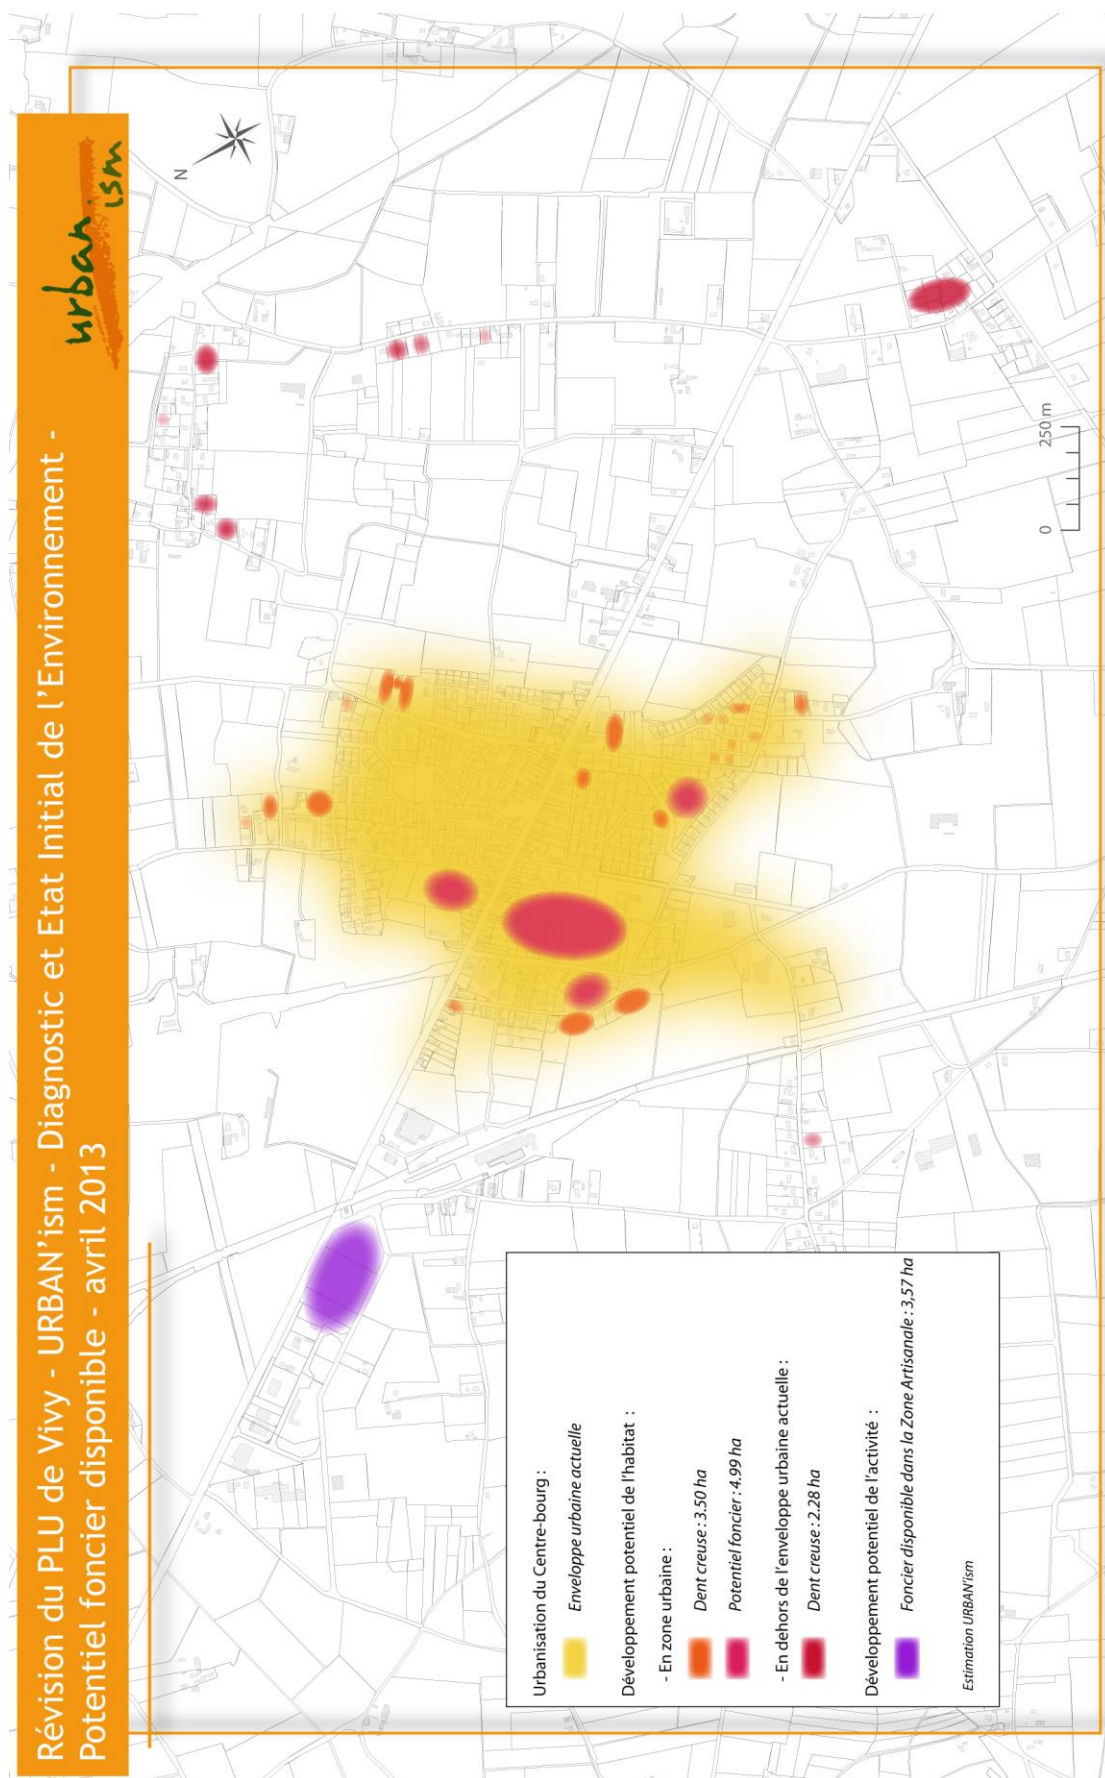 Révision du PLU de Vivy - URBAN'ism - Diagnostic et Etat Initial de l'Environnement -
Potentiel foncier disponible - avril 2013
urban.
ism
N
Urbanisation du Centre-bourg :
Enveloppe urbaine actuelle
Développement potentiel de l'habitat :
- En zone urbaine :
Dent creuse : 3.50 ha
Potentiel foncier : 4.99 ha
- En dehors de l'enveloppe urbaine actuelle :
Dent creuse : 2.28 ha
Développement potentiel de l'activité :
Foncier disponible dans la Zone Artisanale : 3,57 ha
Estimation URBAN'ism
0 250 m